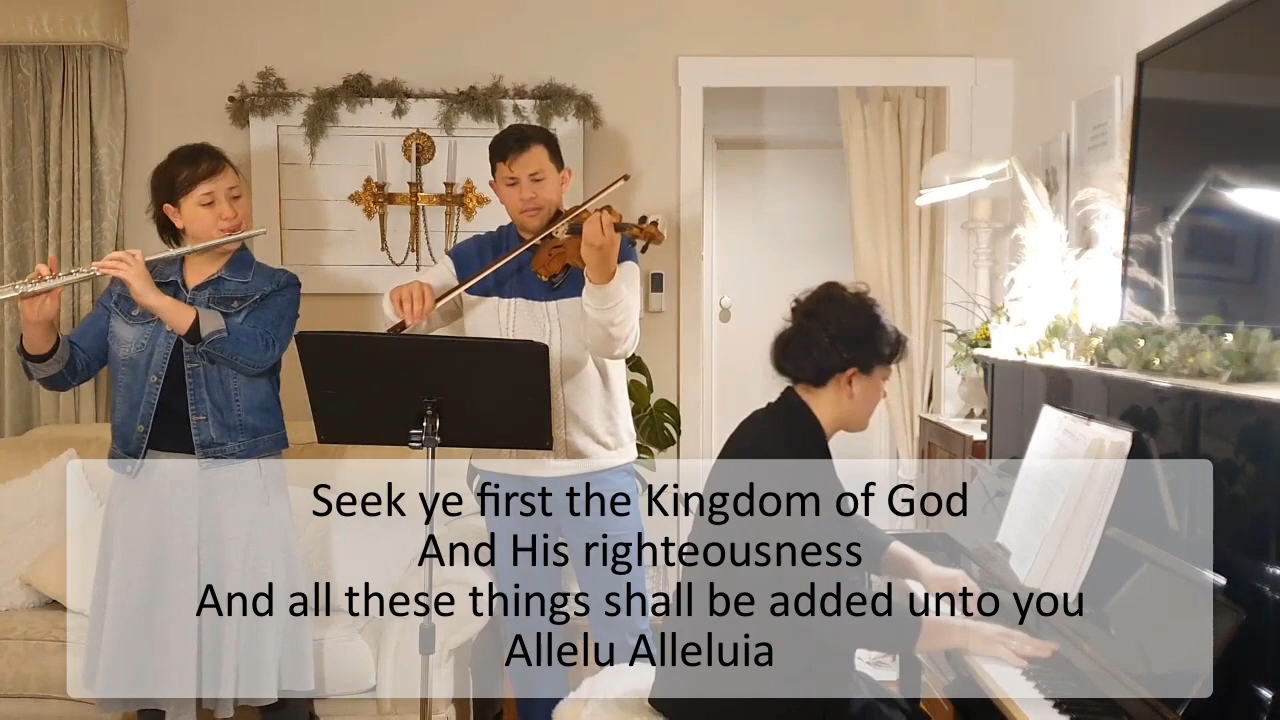 Seek ye first the Kingdom of God
And His righteousness
And all these things shall be added unto you
Allelu Alleluia